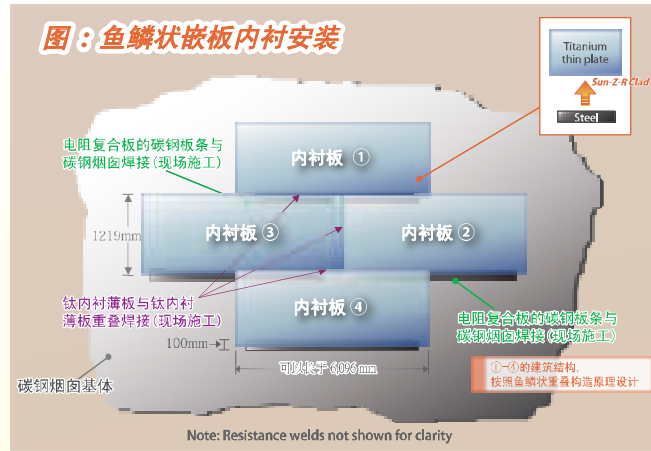 图：鱼鳞状嵌板内衬安装
Titanium
thin plate
Sun-Z-R Clad
Steel
电阻复合板的碳钢板条与
碳钢烟囱焊接(现场施工)
内衬板 ①
1219mm
内衬板 ③
内衬板 ②
钛内衬薄板与钛内衬
薄板重叠焊接(现场施工)
内衬板 ④
电阻复合板的碳钢板条与
碳钢烟囱焊接(现场施工)
100mm
可以长于 6,096 mm
碳钢烟囱基体
①-④的建筑结构，
按照鱼鳞状重叠构造原理设计
Note: Resistance welds not shown for clarity